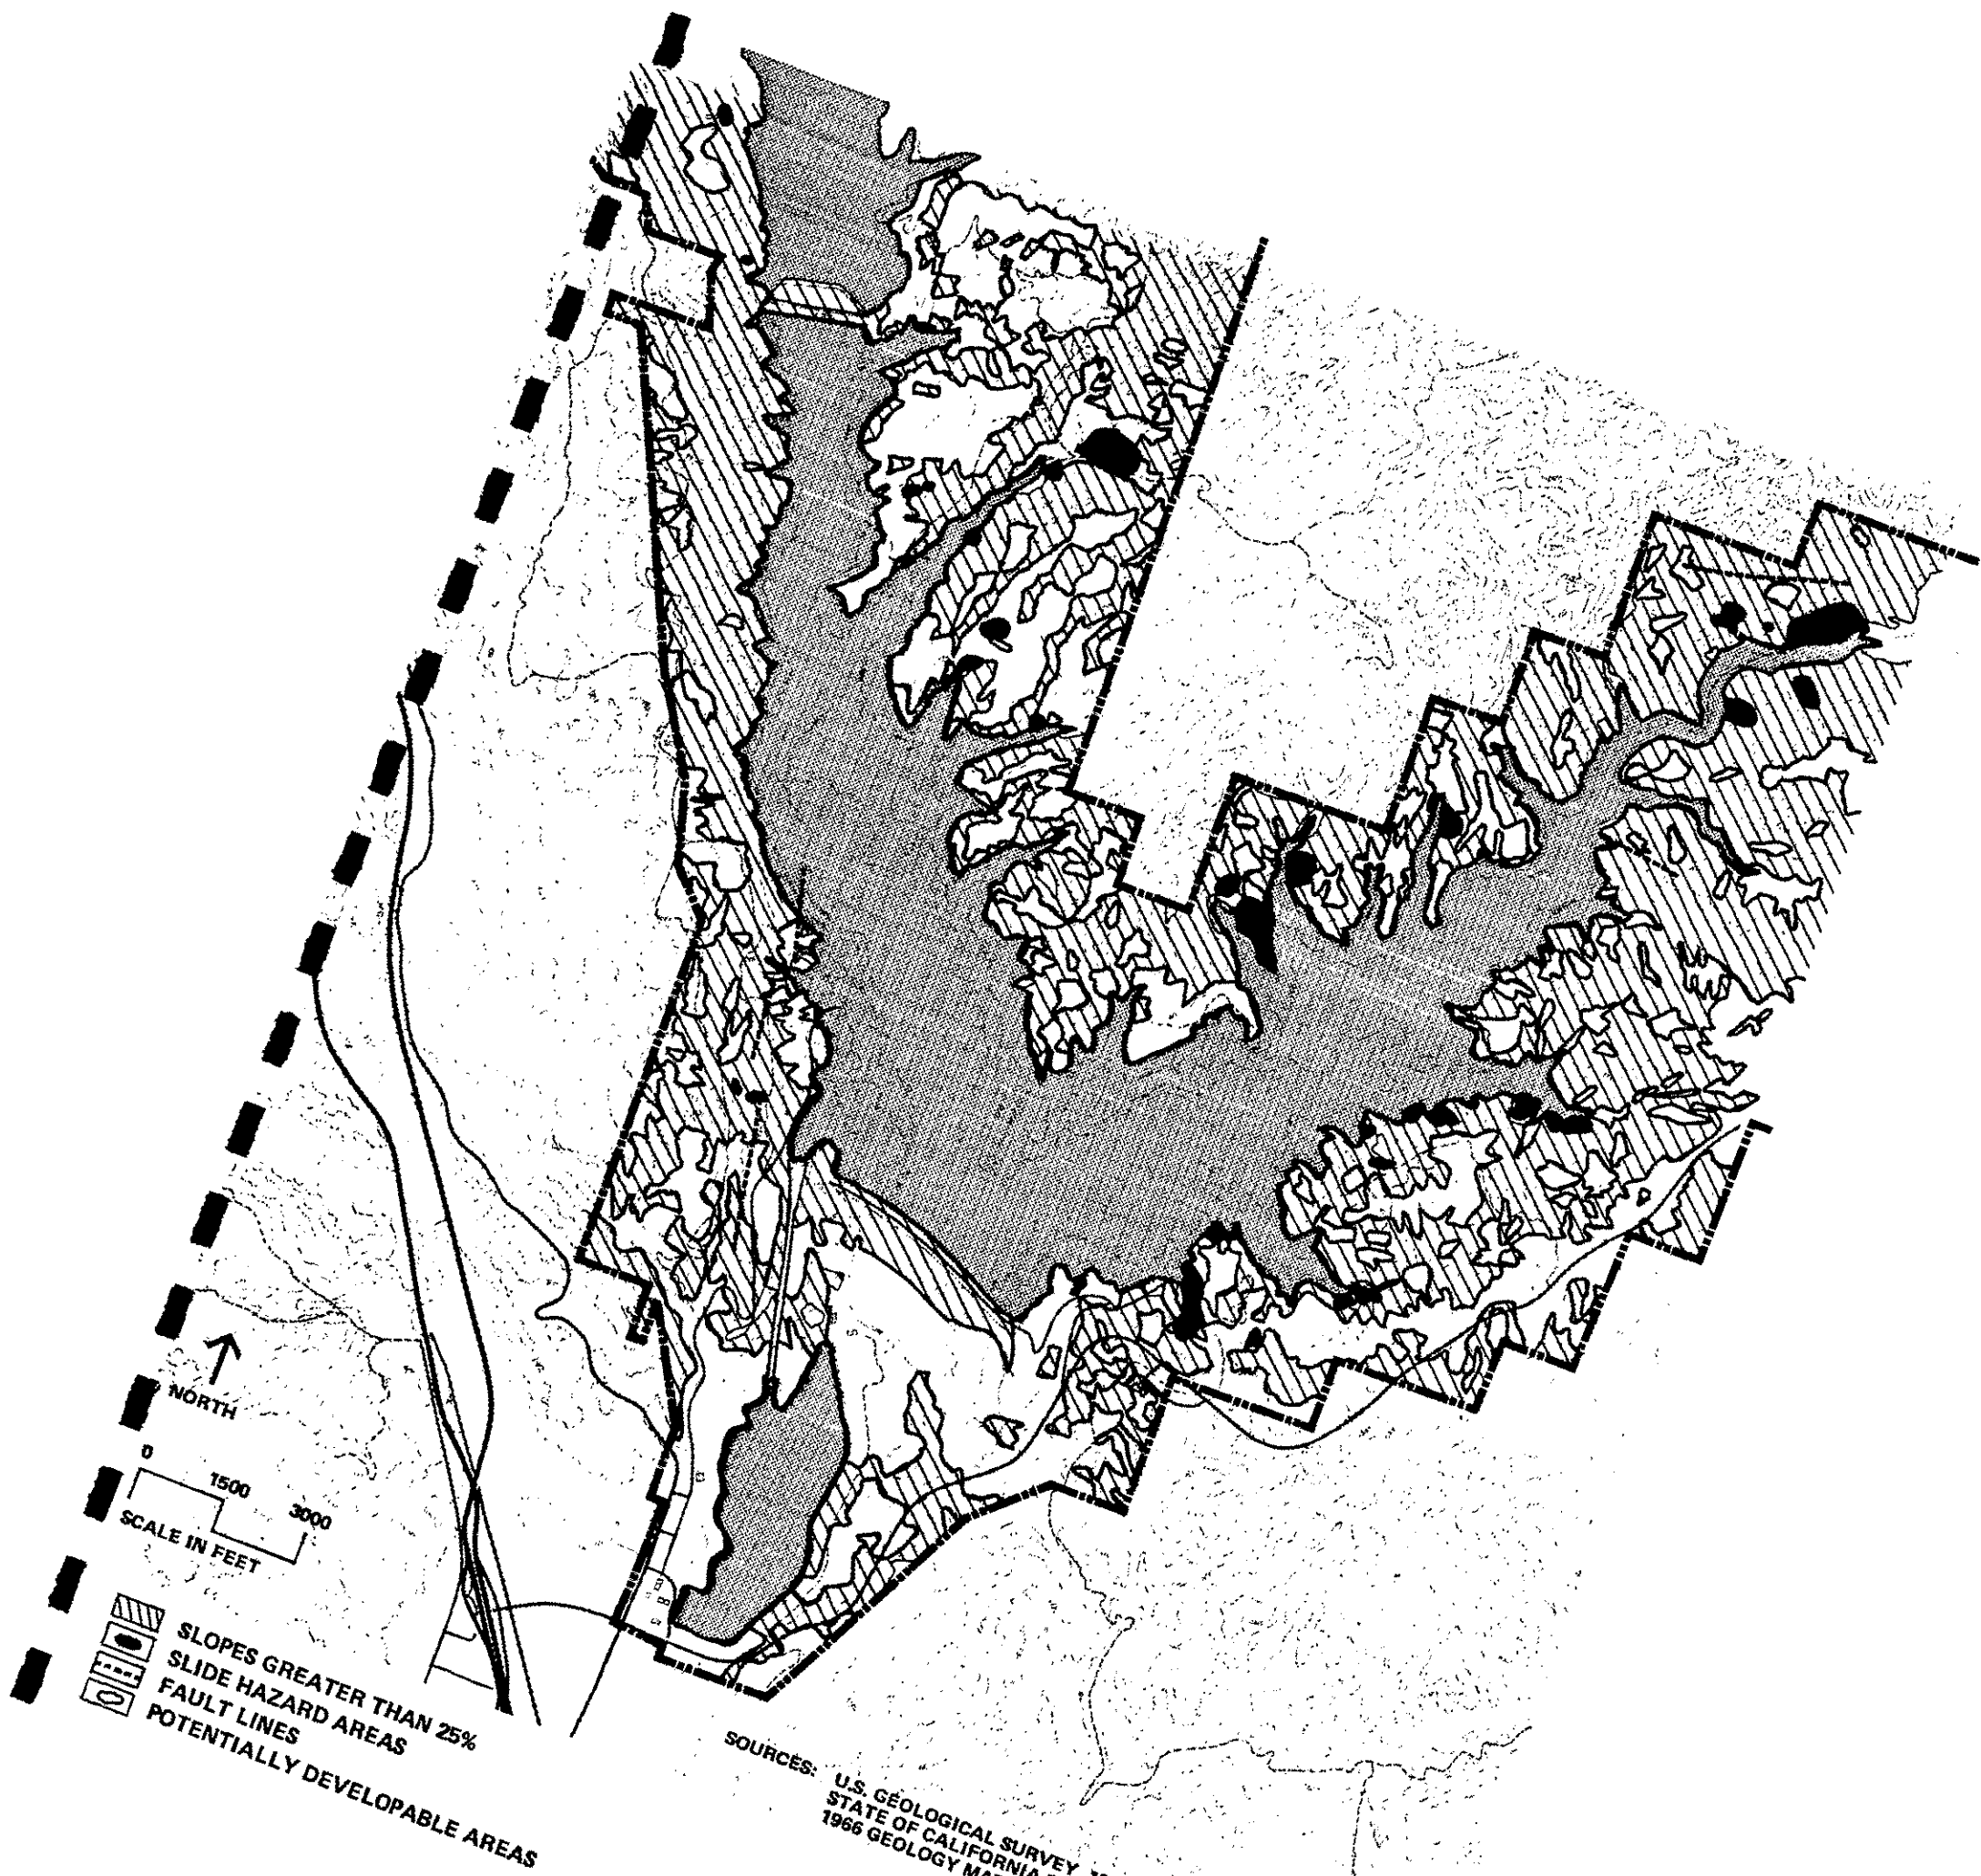 NORTH
0
1500
3000
SCALE IN FEET
SLOPES GREATER THAN 25%
SLIDE HAZARD AREAS
FAULT LINES
POTENTIALLY DEVELOPABLE AREAS
SOURCES: U.S. GEOLOGICAL SURVEY
STATE OF CALIFORNIA
1966 GEOLOGY